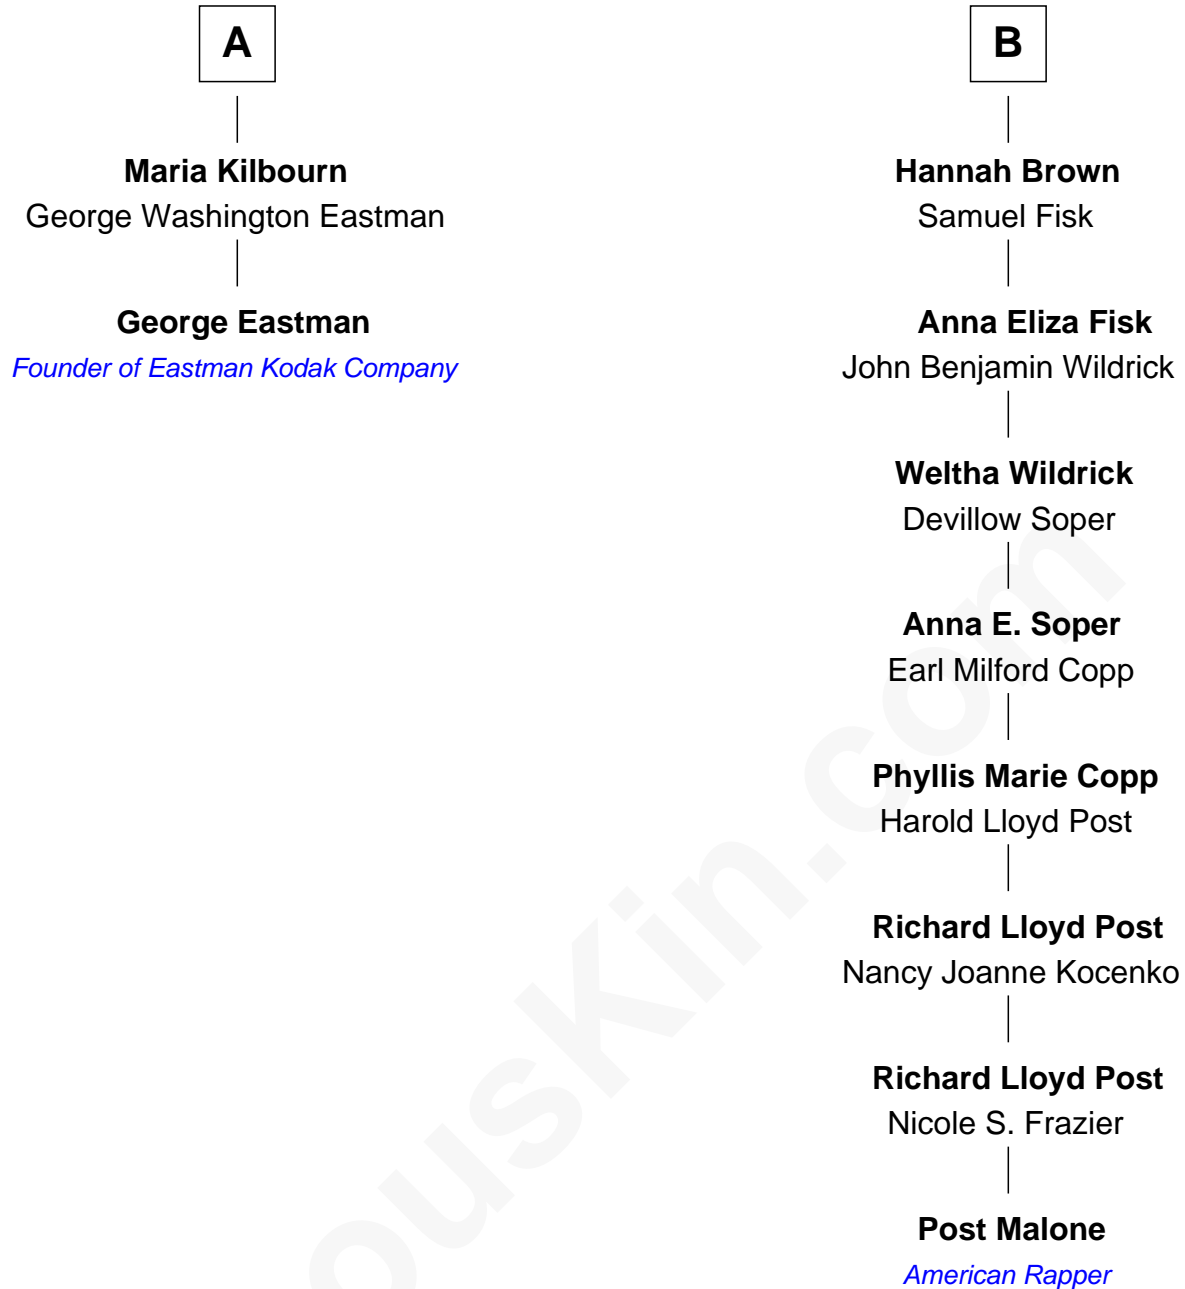 A
Maria Kilbourn
George Washington Eastman
George Eastman
Founder of Eastman Kodak Company
B
Hannah Brown
Samuel Fisk
Anna Eliza Fisk
John Benjamin Wildrick
Weltha Wildrick
Devillow Soper
Anna E. Soper
Earl Milford Copp
Phyllis Marie Copp
Harold Lloyd Post
Richard Lloyd Post
Nancy Joanne Kocenko
Richard Lloyd Post
Nicole S. Frazier
Post Malone
American Rapper
ousKin.com